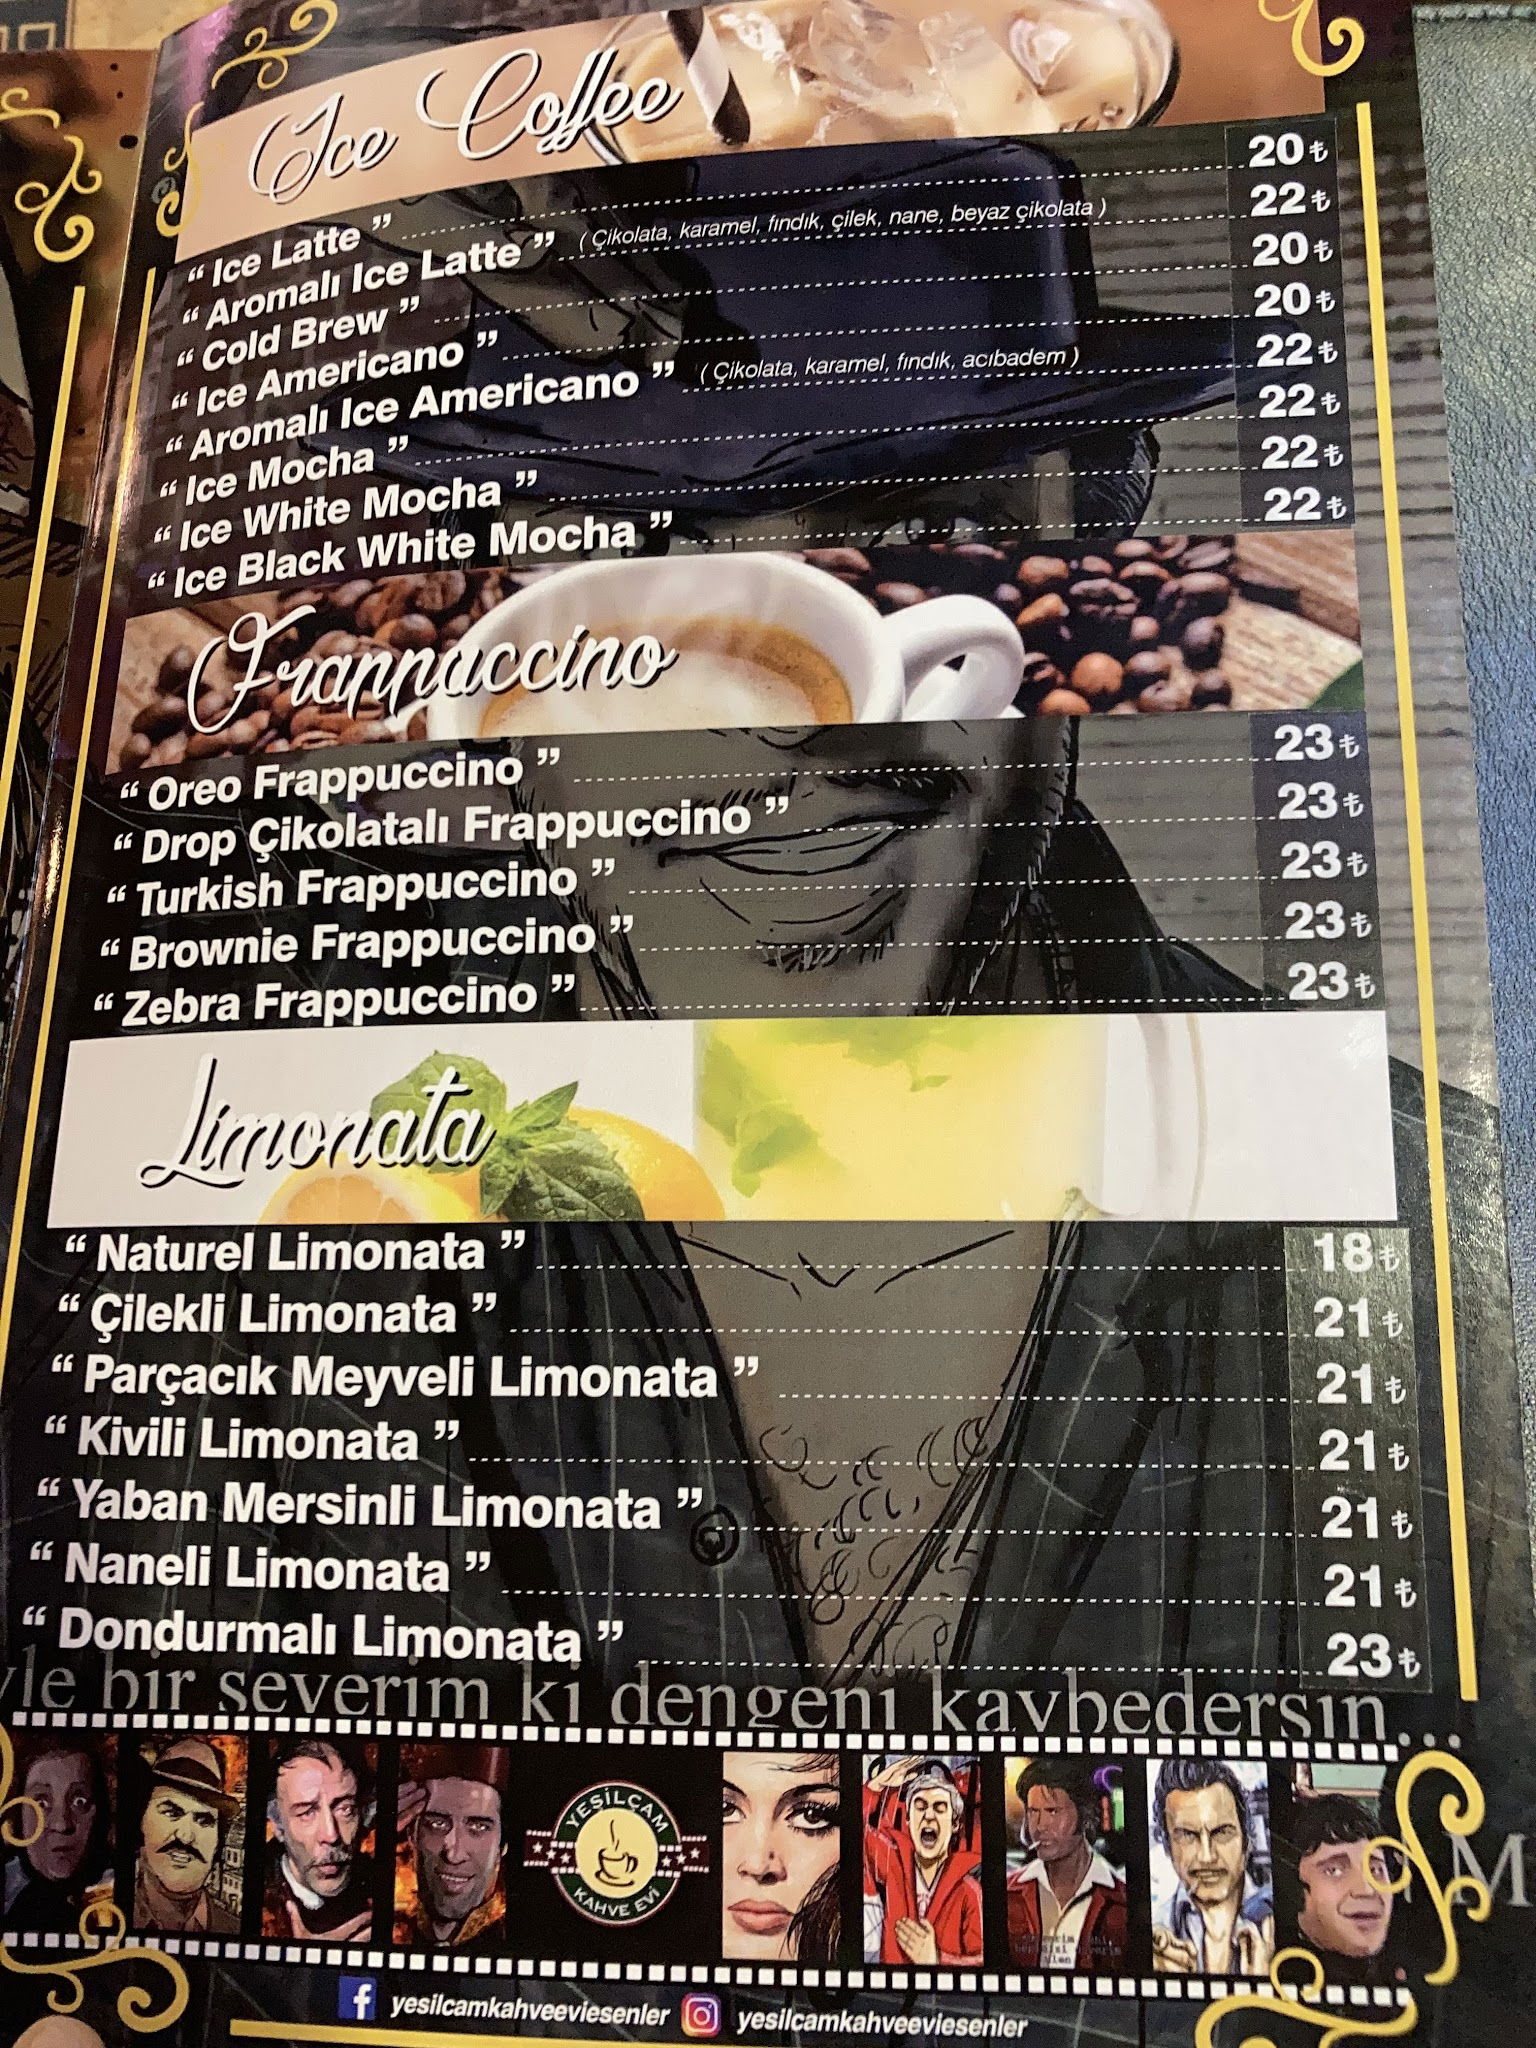 Ice Coffee
“ Ice Latte ” 20 ₺
“ Aromalı Ice Latte ” ( Çikolata, karamel, fındık, çilek, nane, beyaz çikolata ) 22 ₺
“ Cold Brew ” 20 ₺
“ Ice Americano ” 20 ₺
“ Aromalı Ice Americano ” ( Çikolata, karamel, fındık, acıbadem ) 22 ₺
“ Ice Mocha ” 22 ₺
“ Ice White Mocha ” 22 ₺
“ Ice Black White Mocha ” 22 ₺
Frappuccino
“ Oreo Frappuccino ” 23 ₺
“ Drop Çikolatalı Frappuccino ” 23 ₺
“ Turkish Frappuccino ” 23 ₺
“ Brownie Frappuccino ” 23 ₺
“ Zebra Frappuccino ” 23 ₺
Limonata
“ Naturel Limonata ” 18 ₺
“ Çilekli Limonata ” 21 ₺
“ Parçacık Meyveli Limonata ” 21 ₺
“ Kivili Limonata ” 21 ₺
“ Yaban Mersinli Limonata ” 21 ₺
“ Naneli Limonata ” 21 ₺
“ Dondurmalı Limonata ” 23 ₺
yle bir severim ki dengeni kaybedersin...
YEŞİLÇAM
KAHVE EVİ
M
yesilcamkahveeviesenler yesilcamkahveeviesenler